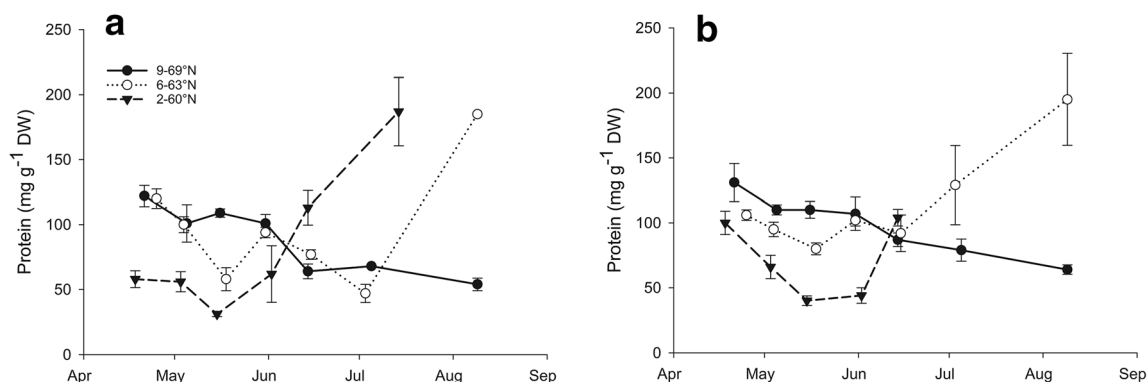 a
250
200
150
100
50
0
Protein (mg g⁻¹ DW)
9-69°N
6-63°N
2-60°N
Apr May Jun Jul Aug Sep
b
250
200
150
100
50
0
Protein (mg g⁻¹ DW)
Apr May Jun Jul Aug Sep